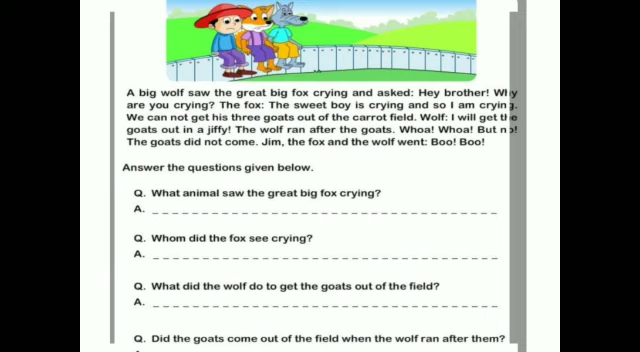 A big wolf saw the great big fox crying and asked: Hey brother! Why
are you crying? The fox: The sweet boy is crying and so I am crying.
We can not get his three goats out of the carrot field. Wolf: I will get the
goats out in a jiffy! The wolf ran after the goats. Whoa! Whoa! But no!
The goats did not come. Jim, the fox and the wolf went: Boo! Boo!
Answer the questions given below.
Q. What animal saw the great big fox crying?
A. _ _ _ _ _ _ _ _ _ _ _ _ _ _ _ _ _ _ _ _ _ _ _ _ _ _ _ _ _ _
Q. Whom did the fox see crying?
A. _ _ _ _ _ _ _ _ _ _ _ _ _ _ _ _ _ _ _ _ _ _ _ _ _ _ _ _ _ _
Q. What did the wolf do to get the goats out of the field?
A. _ _ _ _ _ _ _ _ _ _ _ _ _ _ _ _ _ _ _ _ _ _ _ _ _ _ _ _ _ _
Q. Did the goats come out of the field when the wolf ran after them?